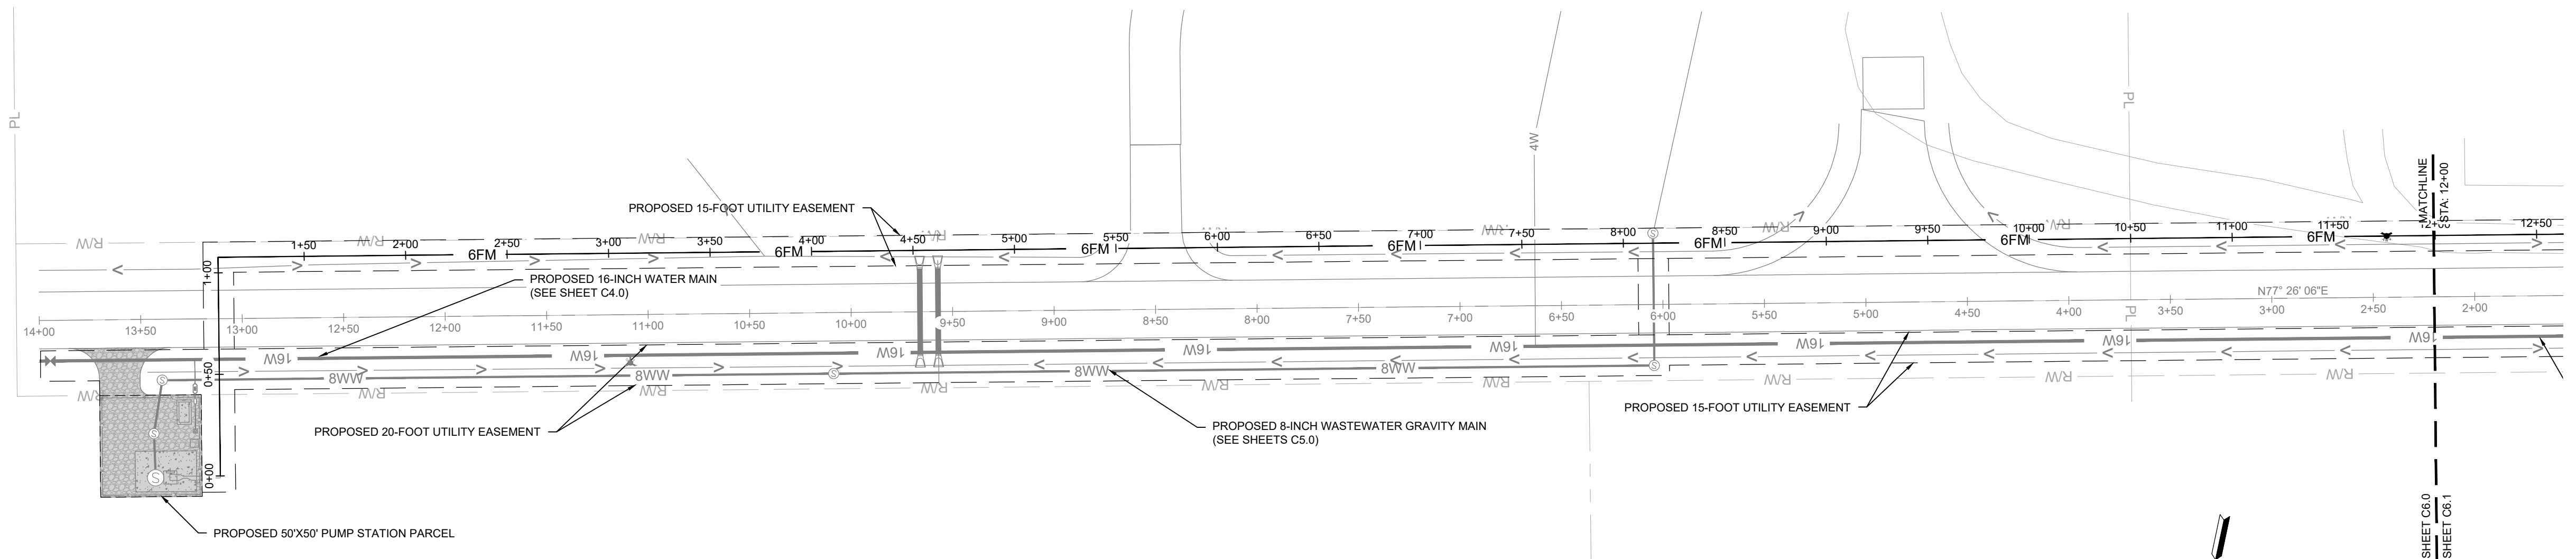 PL
4W
PL
MATCHLINE
STA: 12+00
PROPOSED 15-FOOT UTILITY EASEMENT
R/W R/W R/W R/W R/W R/W R/W
1+50 2+00 2+50 3+00 3+50 4+00 4+50 5+00 5+50 6+00 6+50 7+00 7+50 8+00 8+50 9+00 9+50 10+00 10+50 11+00 11+50 12+00 12+50
6FM 6FM 6FM 6FM 6FM 6FM 6FM
S
1+00
PROPOSED 16-INCH WATER MAIN
(SEE SHEET C4.0)
N77° 26' 06"E
14+00 13+50 13+00 12+50 12+00 11+50 11+00 10+50 10+00 9+50 9+00 8+50 8+00 7+50 7+00 6+50 6+00 5+50 5+00 4+50 4+00 3+50 3+00 2+50 2+00
PL
16W 16W 16W 16W 16W 16W 16W 16W
0+50
S 8WW 8WW S 8WW 8WW S
R/W R/W R/W R/W R/W R/W R/W R/W R/W
PROPOSED 20-FOOT UTILITY EASEMENT
PROPOSED 8-INCH WASTEWATER GRAVITY MAIN
(SEE SHEETS C5.0)
PROPOSED 15-FOOT UTILITY EASEMENT
S
S
0+00
PROPOSED 50'X50' PUMP STATION PARCEL
SHEET C6.0
SHEET C6.1